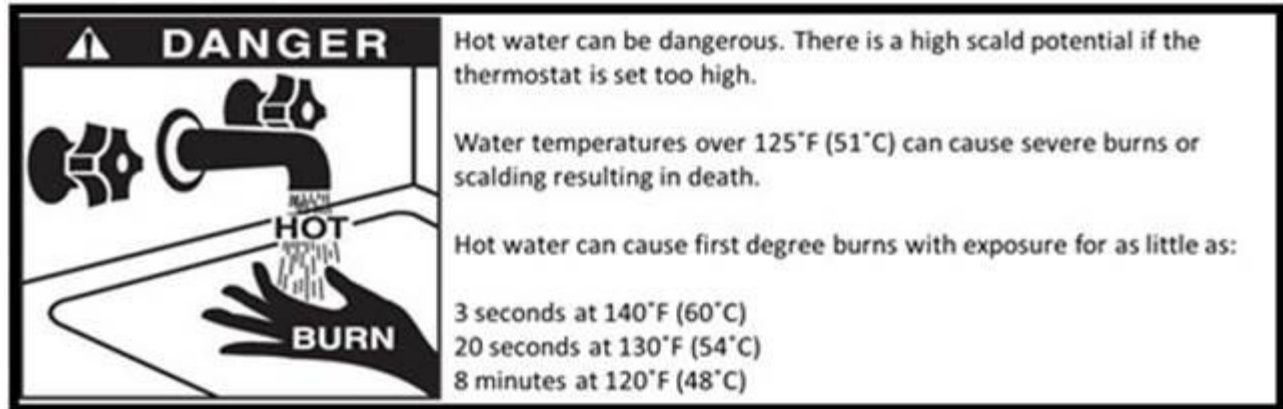 DANGER
HOT
BURN
Hot water can be dangerous. There is a high scald potential if the
thermostat is set too high.
Water temperatures over 125˚F (51˚C) can cause severe burns or
scalding resulting in death.
Hot water can cause first degree burns with exposure for as little as:
3 seconds at 140˚F (60˚C)
20 seconds at 130˚F (54˚C)
8 minutes at 120˚F (48˚C)